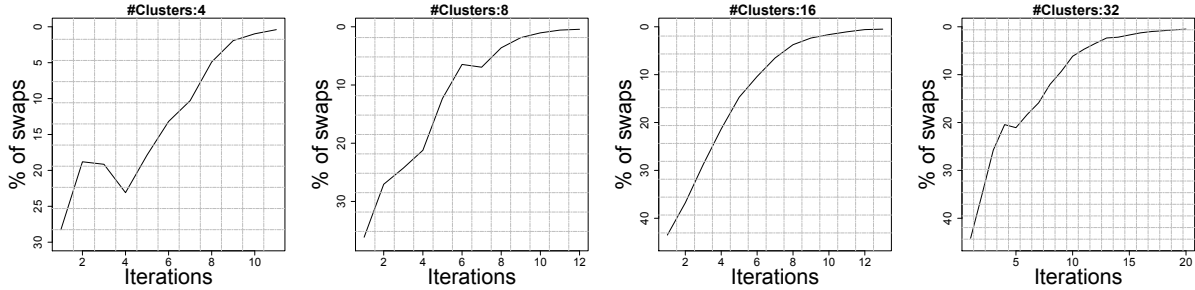 #Clusters:4
% of swaps
0
5
10
15
20
25
30
2 4 6 8 10
Iterations
#Clusters:8
% of swaps
0
10
20
30
2 4 6 8 10 12
Iterations
#Clusters:16
% of swaps
0
10
20
30
40
2 4 6 8 10 12
Iterations
#Clusters:32
% of swaps
0
10
20
30
40
5 10 15 20
Iterations